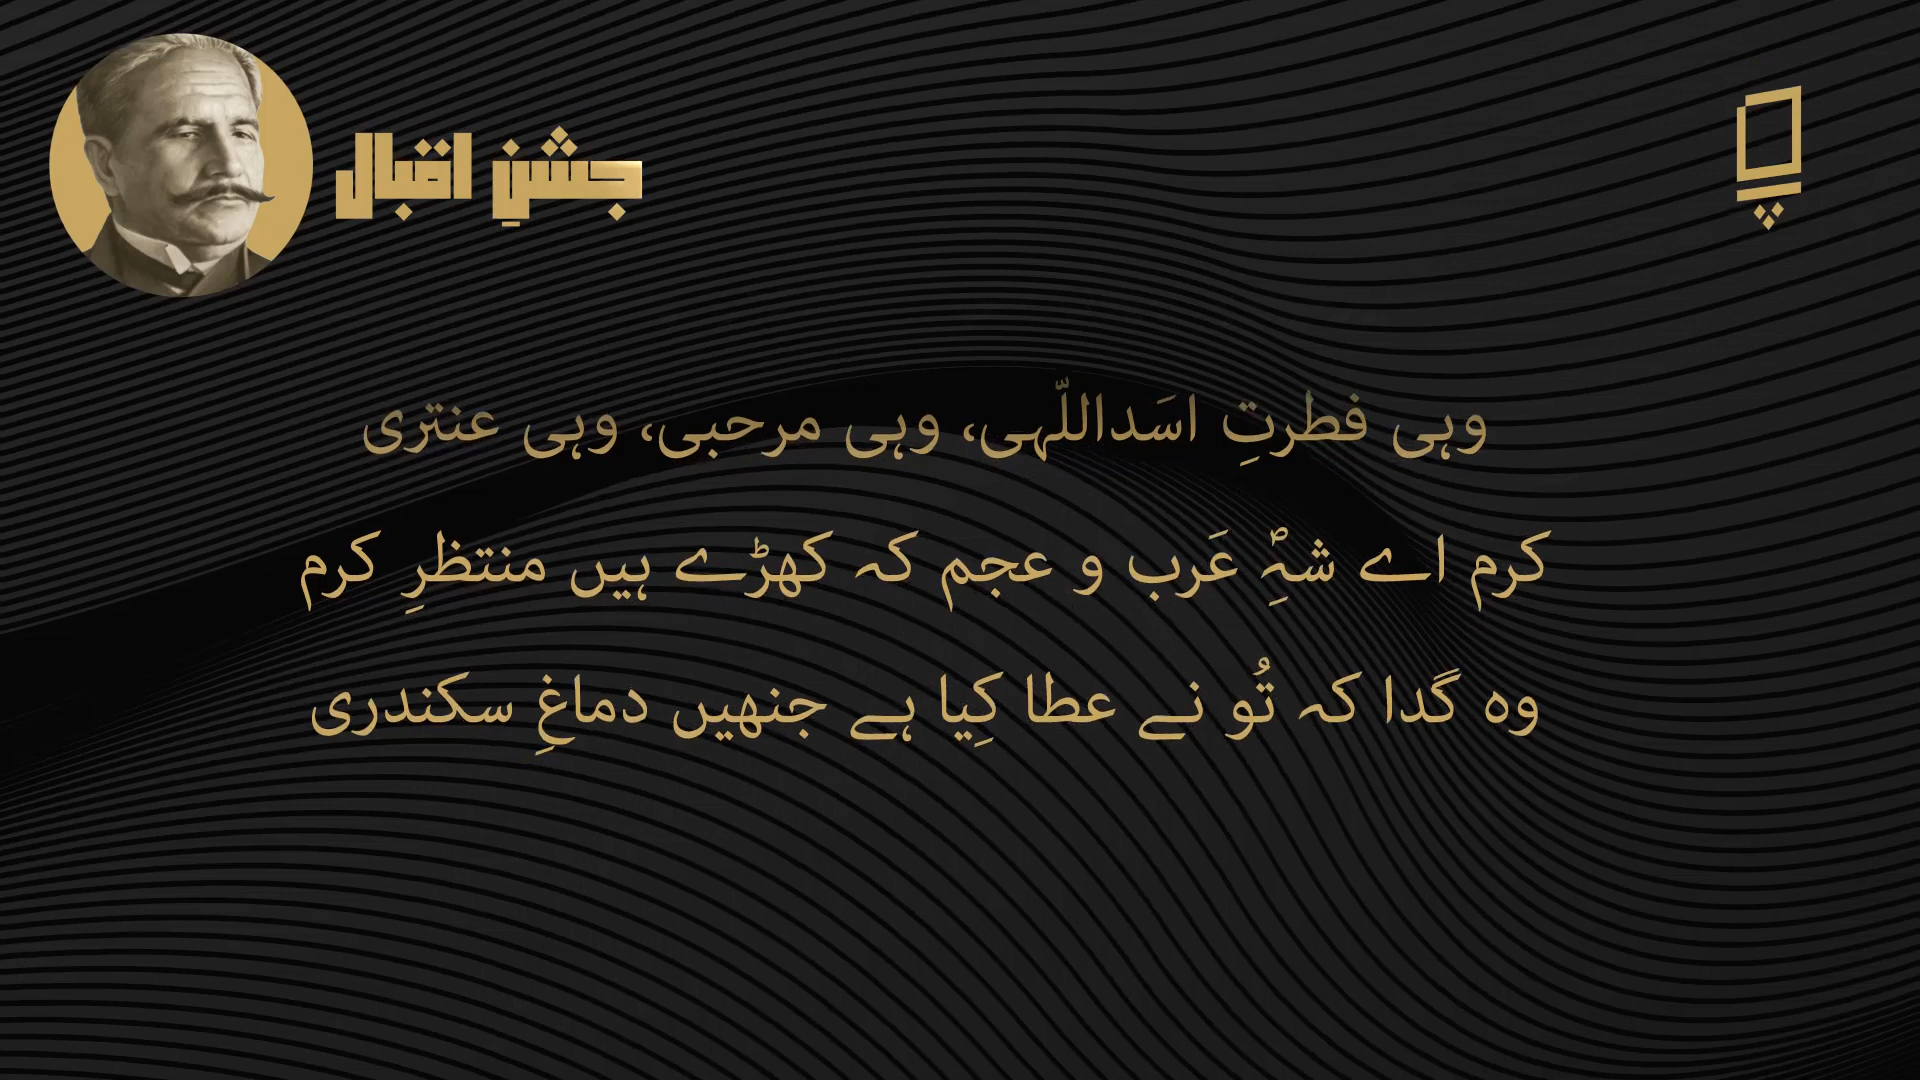 جشنِ اقبال
وہی فطرتِ اسَداللّٰہی، وہی مرحبی، وہی عنتری
کرم اے شہِؐ عَرب و عجم کہ کھڑے ہیں منتظرِ کرم
وہ گدا کہ تُو نے عطا کِیا ہے جنھیں دماغِ سکندری